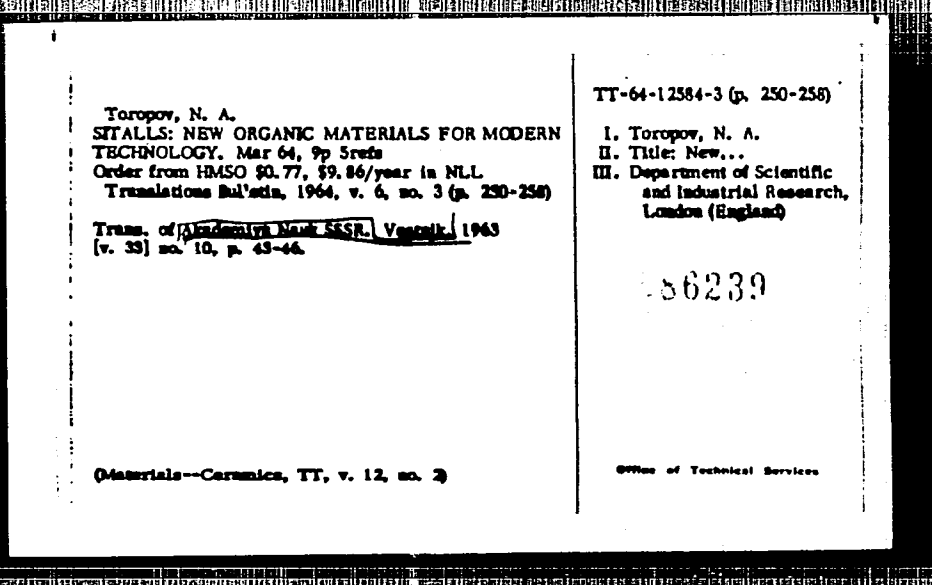 Toropov, N. A.
SITALLS: NEW ORGANIC MATERIALS FOR MODERN
TECHNOLOGY. Mar 64, 9p 5refs
Order from HMSO $0.77, $9.86/year in NLL
Translations Bul'etin, 1964, v. 6, no. 3 (p. 250-258)
Trans. of Akademiya Nauk SSSR. Vestnik. 1963
[v. 33] no. 10, p. 43-46.
(Materials--Ceramics, TT, v. 12, no. 2)
TT-64-12584-3 (p. 250-258)
I. Toropov, N. A.
II. Title: New...
III. Department of Scientific
and Industrial Research,
London (England)
86239
Office of Technical Services